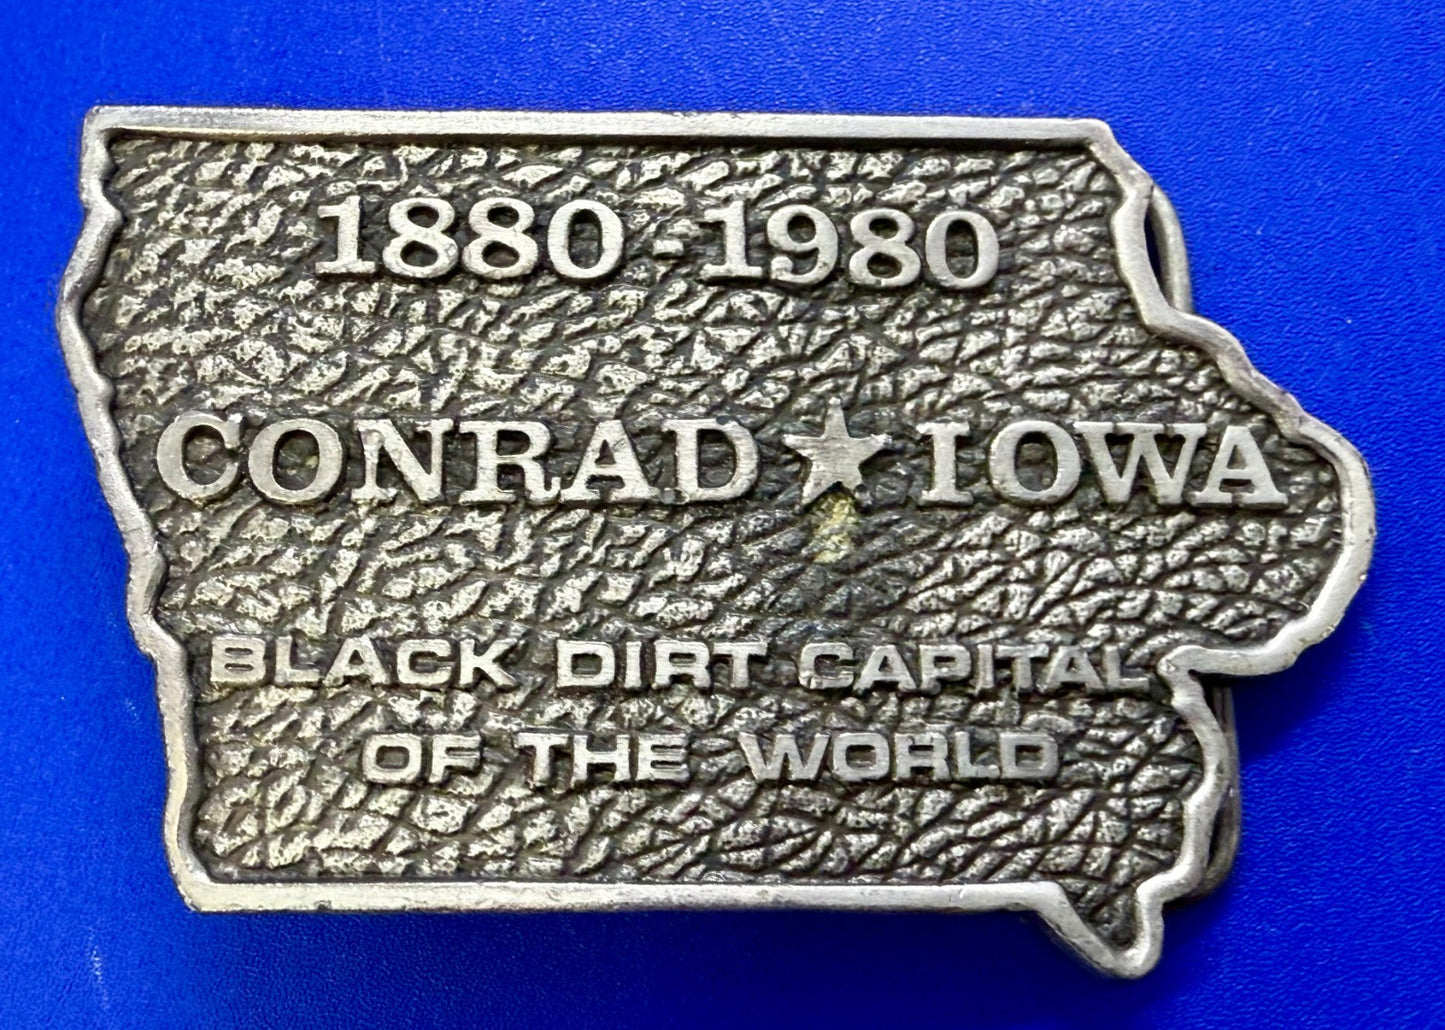 1880-1980
CONRAD★IOWA
BLACK DIRT CAPITAL
OF THE WORLD